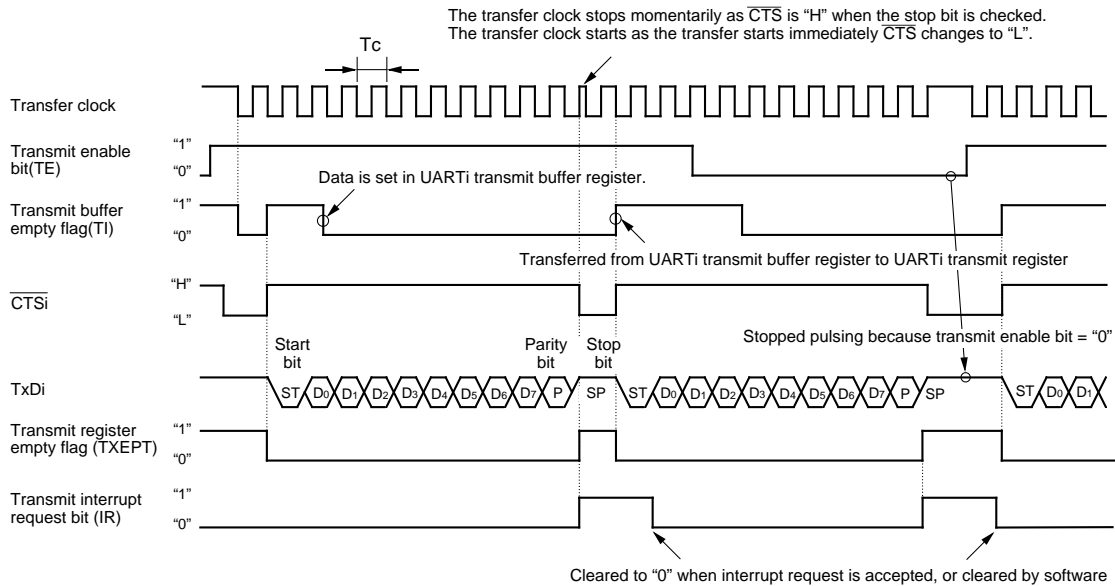 The transfer clock stops momentarily as CTS is “H” when the stop bit is checked.
The transfer clock starts as the transfer starts immediately CTS changes to “L”.
Tc
Transfer clock
Transmit enable
bit(TE)
“1”
“0”
Data is set in UARTi transmit buffer register.
Transmit buffer
empty flag(TI)
“1”
“0”
Transferred from UARTi transmit buffer register to UARTi transmit register
CTSi
“H”
“L”
Stopped pulsing because transmit enable bit = “0”
Start
bit
Parity
bit
Stop
bit
TxDi
ST D0 D1 D2 D3 D4 D5 D6 D7 P SP ST D0 D1 D2 D3 D4 D5 D6 D7 P SP ST D0 D1
Transmit register
empty flag (TXEPT)
“1”
“0”
Transmit interrupt
request bit (IR)
“1”
“0”
Cleared to “0” when interrupt request is accepted, or cleared by software